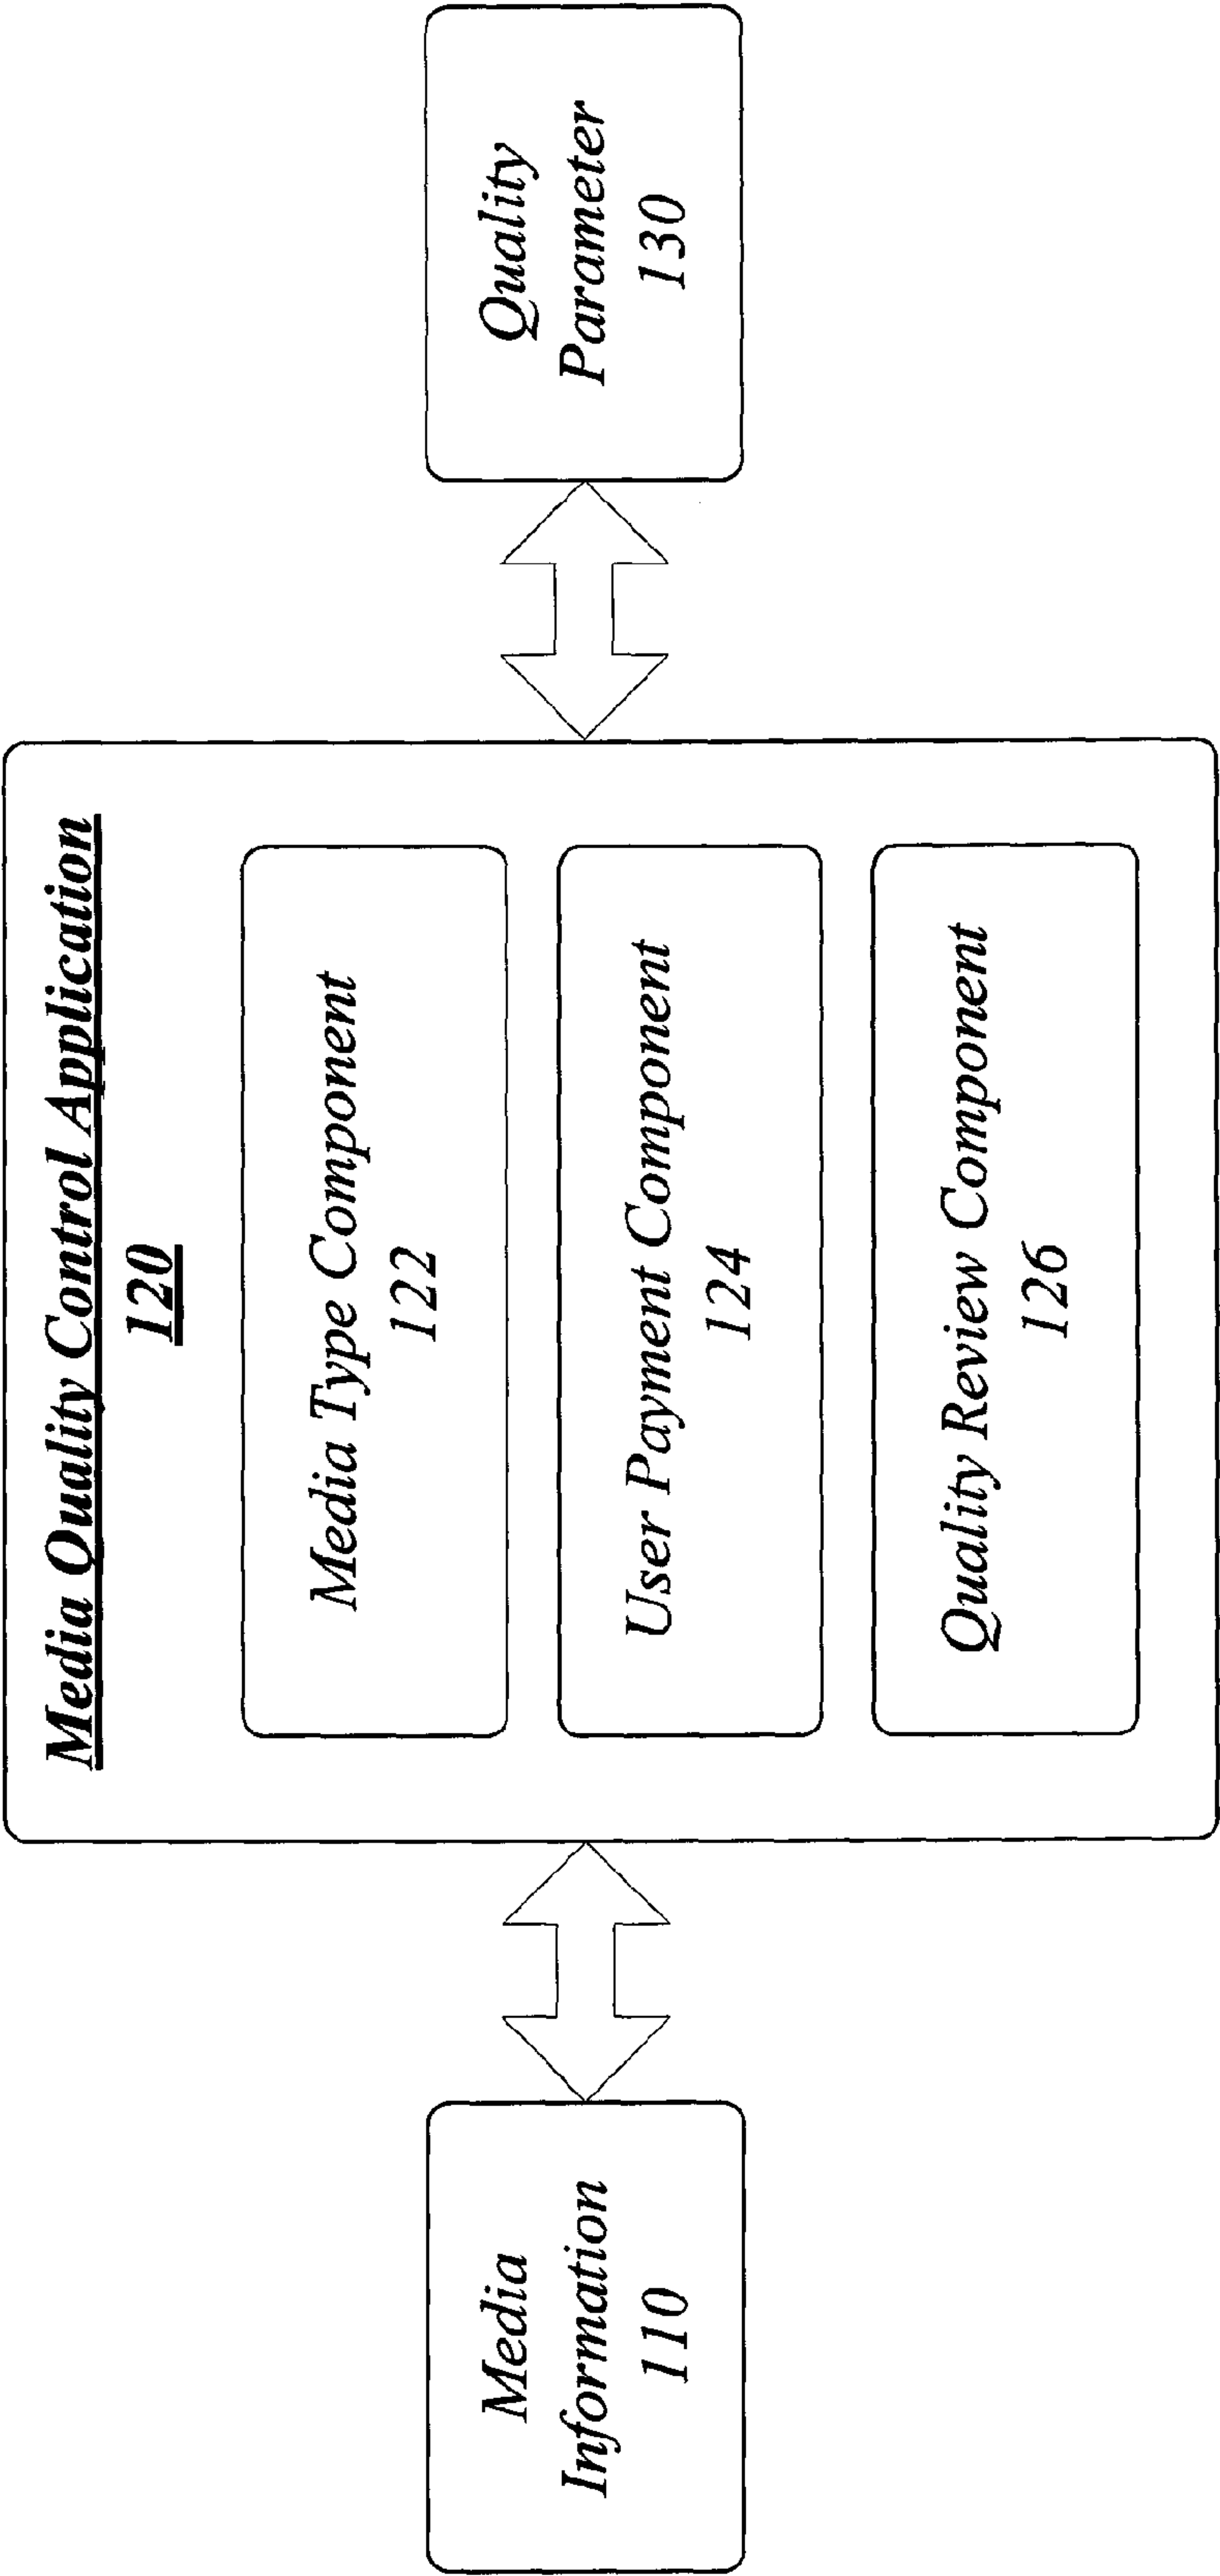 Media
Information
110
Media Quality Control Application
120
Media Type Component
122
User Payment Component
124
Quality Review Component
126
Quality
Parameter
130